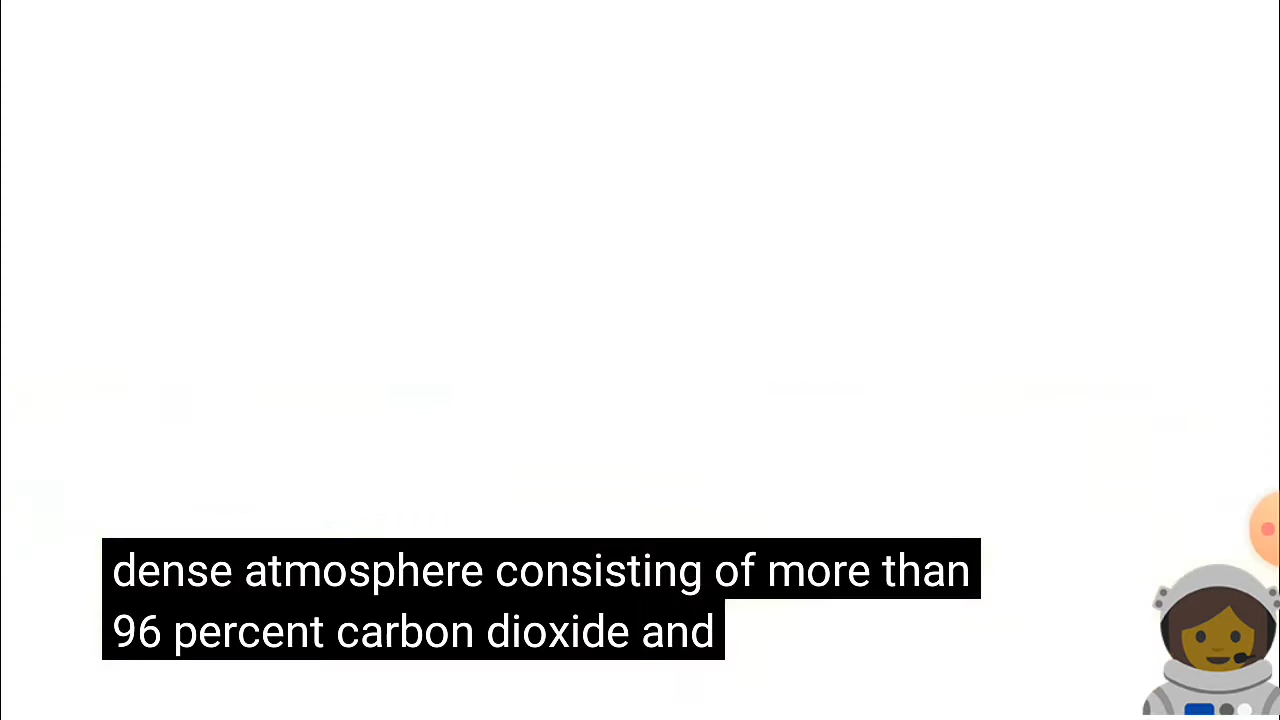 dense atmosphere consisting of more than
96 percent carbon dioxide and